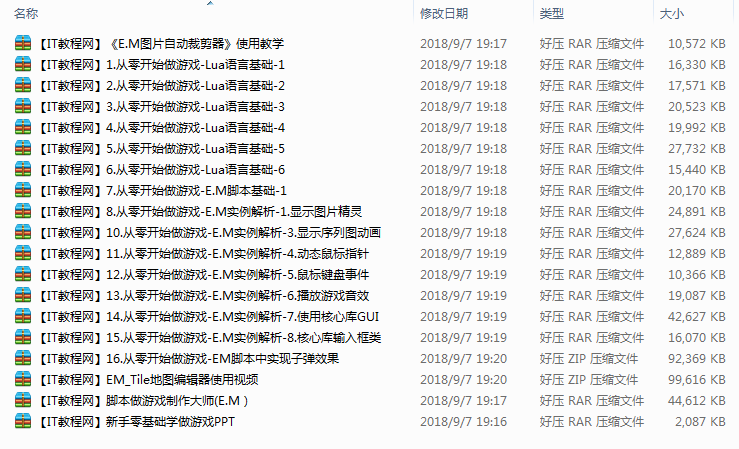 名称 修改日期 类型 大小
【IT教程网】《E.M图片自动裁剪器》使用教学 2018/9/7 19:17 好压 RAR 压缩文件 10,572 KB
【IT教程网】1.从零开始做游戏-Lua语言基础-1 2018/9/7 19:18 好压 RAR 压缩文件 16,330 KB
【IT教程网】2.从零开始做游戏-Lua语言基础-2 2018/9/7 19:18 好压 RAR 压缩文件 17,571 KB
【IT教程网】3.从零开始做游戏-Lua语言基础-3 2018/9/7 19:18 好压 RAR 压缩文件 20,523 KB
【IT教程网】4.从零开始做游戏-Lua语言基础-4 2018/9/7 19:18 好压 RAR 压缩文件 19,992 KB
【IT教程网】5.从零开始做游戏-Lua语言基础-5 2018/9/7 19:18 好压 RAR 压缩文件 27,732 KB
【IT教程网】6.从零开始做游戏-Lua语言基础-6 2018/9/7 19:18 好压 RAR 压缩文件 15,440 KB
【IT教程网】7.从零开始做游戏-E.M脚本基础-1 2018/9/7 19:18 好压 RAR 压缩文件 20,170 KB
【IT教程网】8.从零开始做游戏-E.M实例解析-1.显示图片精灵 2018/9/7 19:18 好压 RAR 压缩文件 24,891 KB
【IT教程网】10.从零开始做游戏-E.M实例解析-3.显示序列图动画 2018/9/7 19:18 好压 RAR 压缩文件 27,624 KB
【IT教程网】11.从零开始做游戏-E.M实例解析-4.动态鼠标指针 2018/9/7 19:19 好压 RAR 压缩文件 12,889 KB
【IT教程网】12.从零开始做游戏-E.M实例解析-5.鼠标键盘事件 2018/9/7 19:19 好压 RAR 压缩文件 10,366 KB
【IT教程网】13.从零开始做游戏-E.M实例解析-6.播放游戏音效 2018/9/7 19:19 好压 RAR 压缩文件 19,087 KB
【IT教程网】14.从零开始做游戏-E.M实例解析-7.使用核心库GUI 2018/9/7 19:19 好压 RAR 压缩文件 42,627 KB
【IT教程网】15.从零开始做游戏-E.M实例解析-8.核心库输入框类 2018/9/7 19:19 好压 RAR 压缩文件 16,070 KB
【IT教程网】16.从零开始做游戏-EM脚本中实现子弹效果 2018/9/7 19:20 好压 ZIP 压缩文件 92,369 KB
【IT教程网】EM_Tile地图编辑器使用视频 2018/9/7 19:20 好压 ZIP 压缩文件 99,616 KB
【IT教程网】脚本做游戏制作大师(E.M ) 2018/9/7 19:17 好压 RAR 压缩文件 44,612 KB
【IT教程网】新手零基础学做游戏PPT 2018/9/7 19:16 好压 RAR 压缩文件 2,087 KB